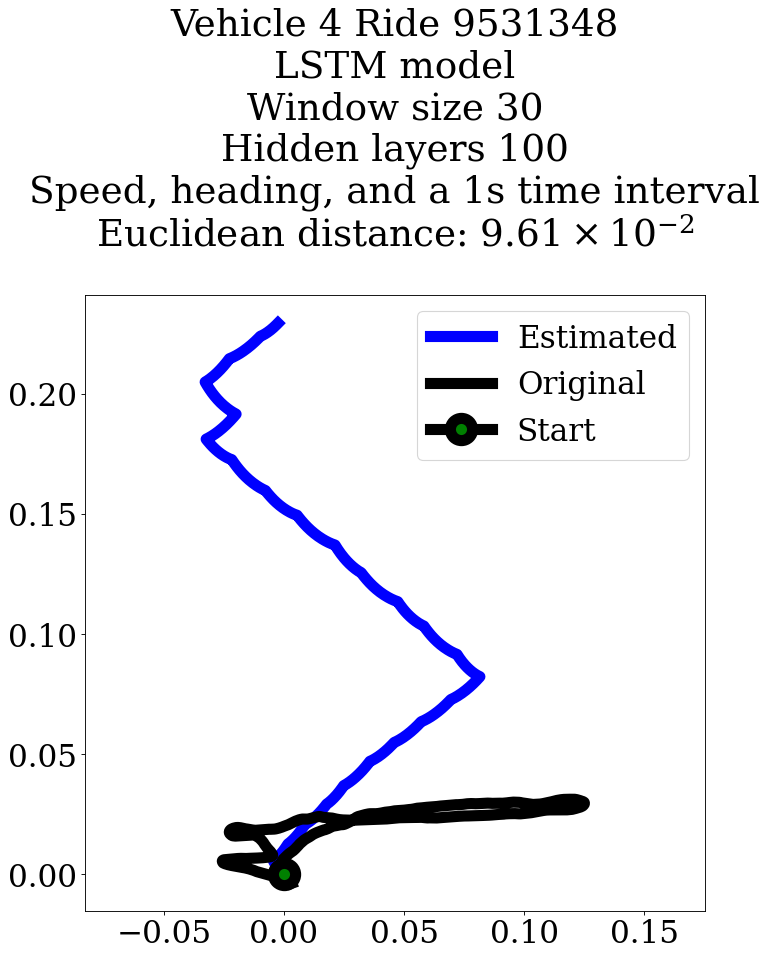 Vehicle 4 Ride 9531348
LSTM model
Window size 30
Hidden layers 100
Speed, heading, and a 1s time interval
Euclidean distance: 9.61 × 10⁻²
Estimated
Original
Start
0.20
0.15
0.10
0.05
0.00
−0.05 0.00 0.05 0.10 0.15